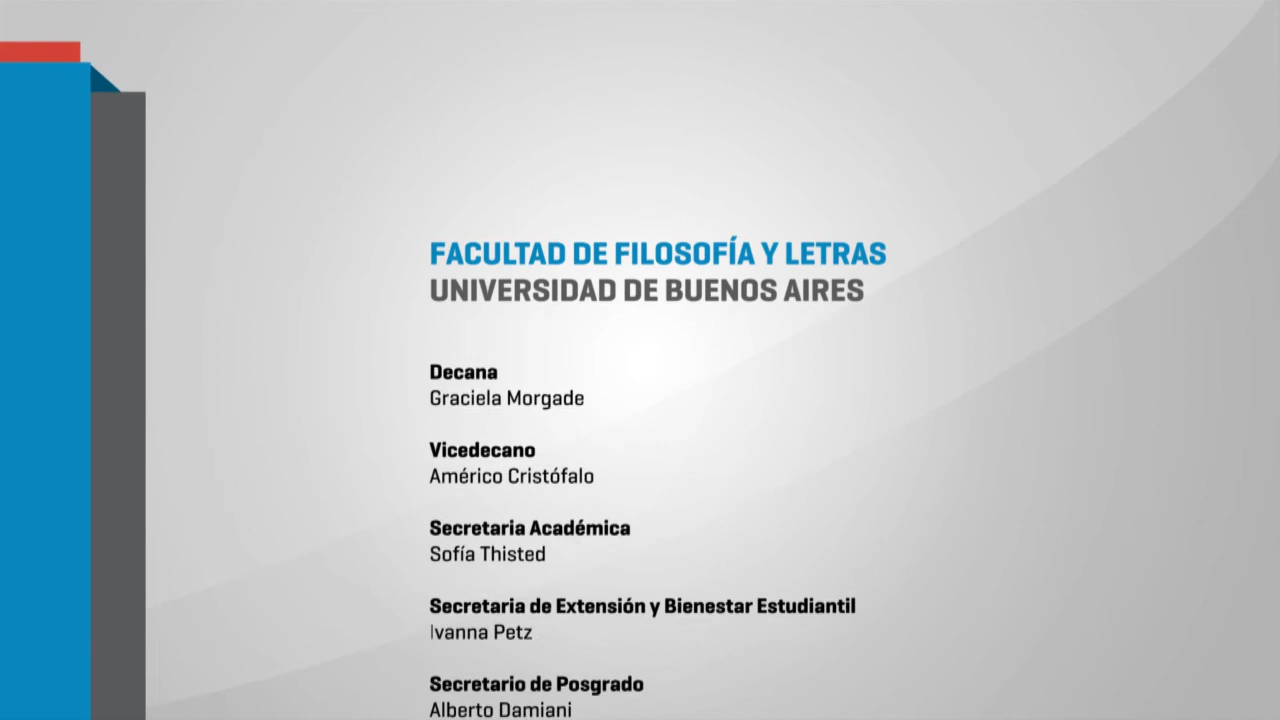 FACULTAD DE FILOSOFÍA Y LETRAS
UNIVERSIDAD DE BUENOS AIRES
Decana
Graciela Morgade
Vicedecano
Américo Cristófalo
Secretaria Académica
Sofía Thisted
Secretaria de Extensión y Bienestar Estudiantil
Ivanna Petz
Secretario de Posgrado
Alberto Damiani